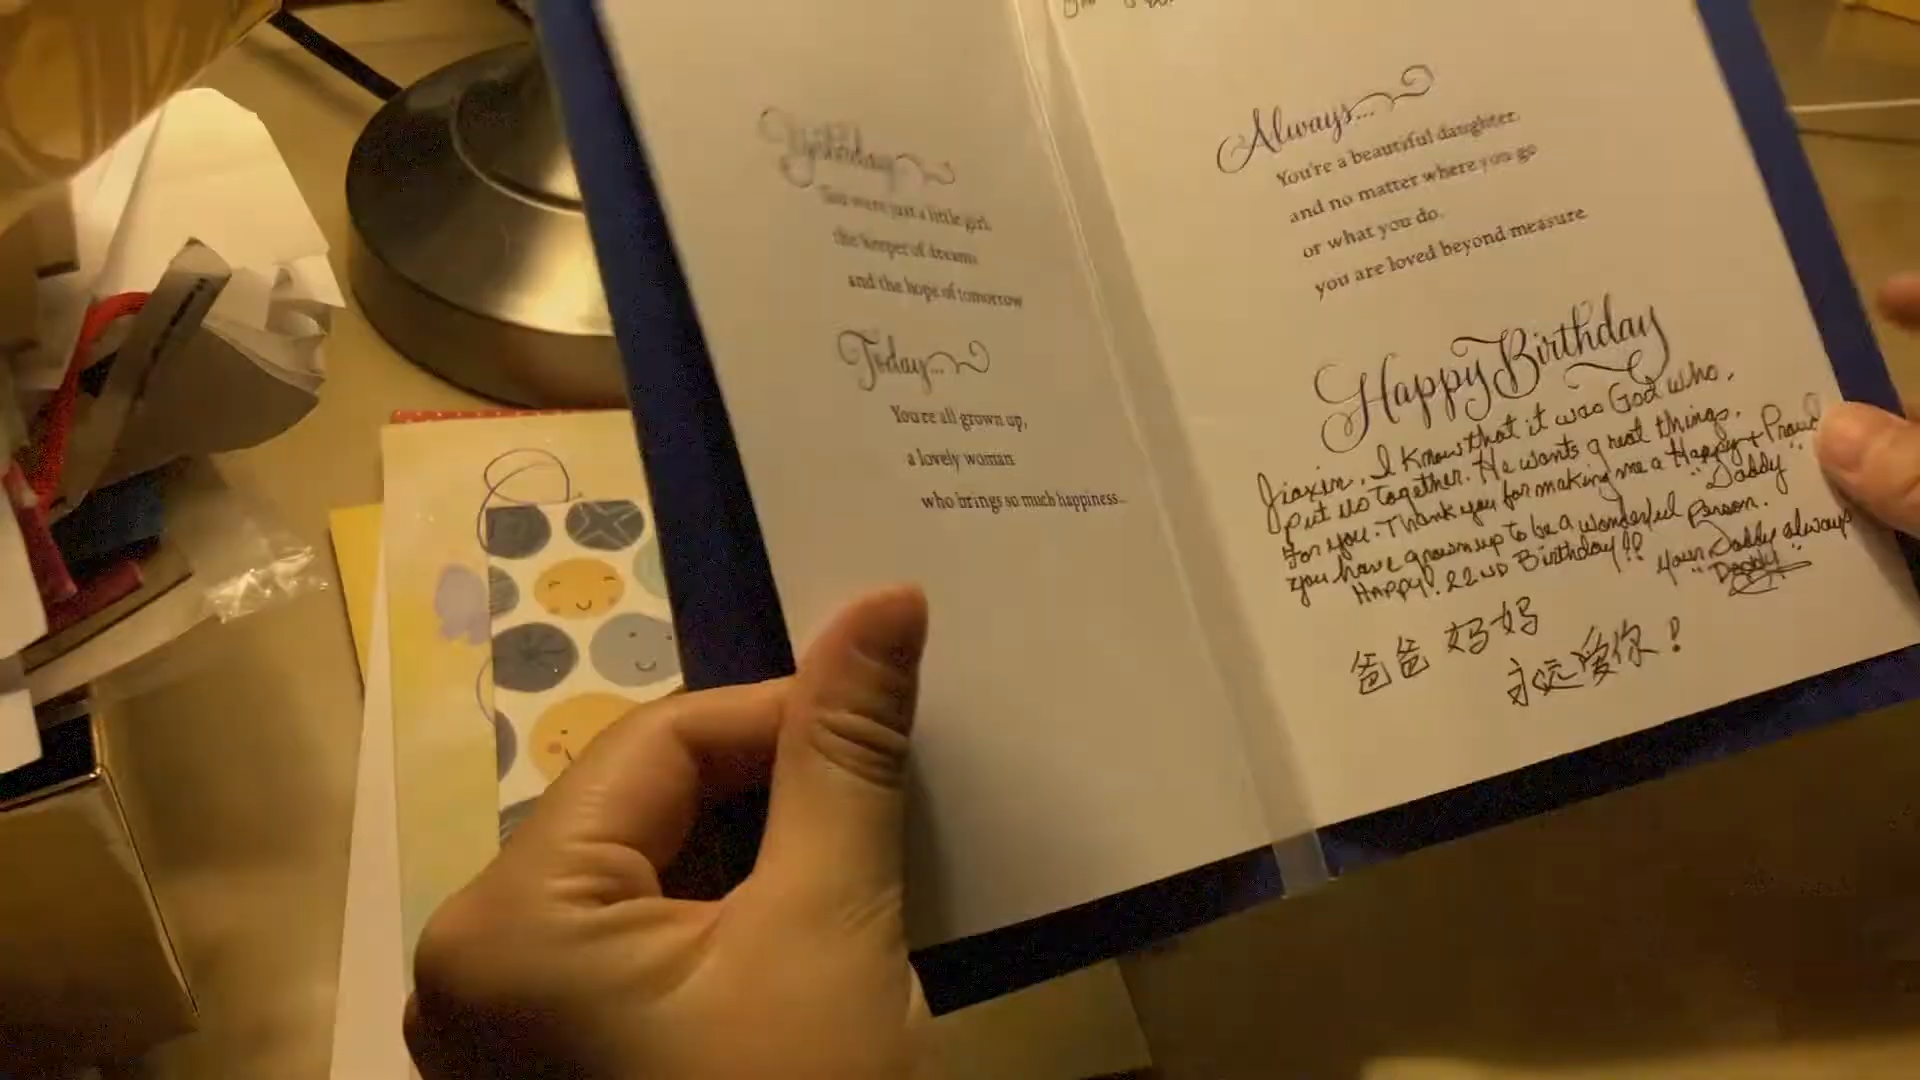 Yesterday...
You were just a little girl,
the keeper of dreams
and the hope of tomorrow
Today...
You're all grown up,
a lovely woman
who brings so much happiness...
Always...
You're a beautiful daughter,
and no matter where you go
or what you do,
you are loved beyond measure
Happy Birthday
Jiaxin, I know that it was God who
put us together. He wants great things
for you. Thank you for making me a Happy + Proud
"Daddy"
you have grown up to be a wonderful person.
Happy! 22ND Birthday!!
Your Daddy always
"Daddy"
爸爸 妈妈
永远爱你!